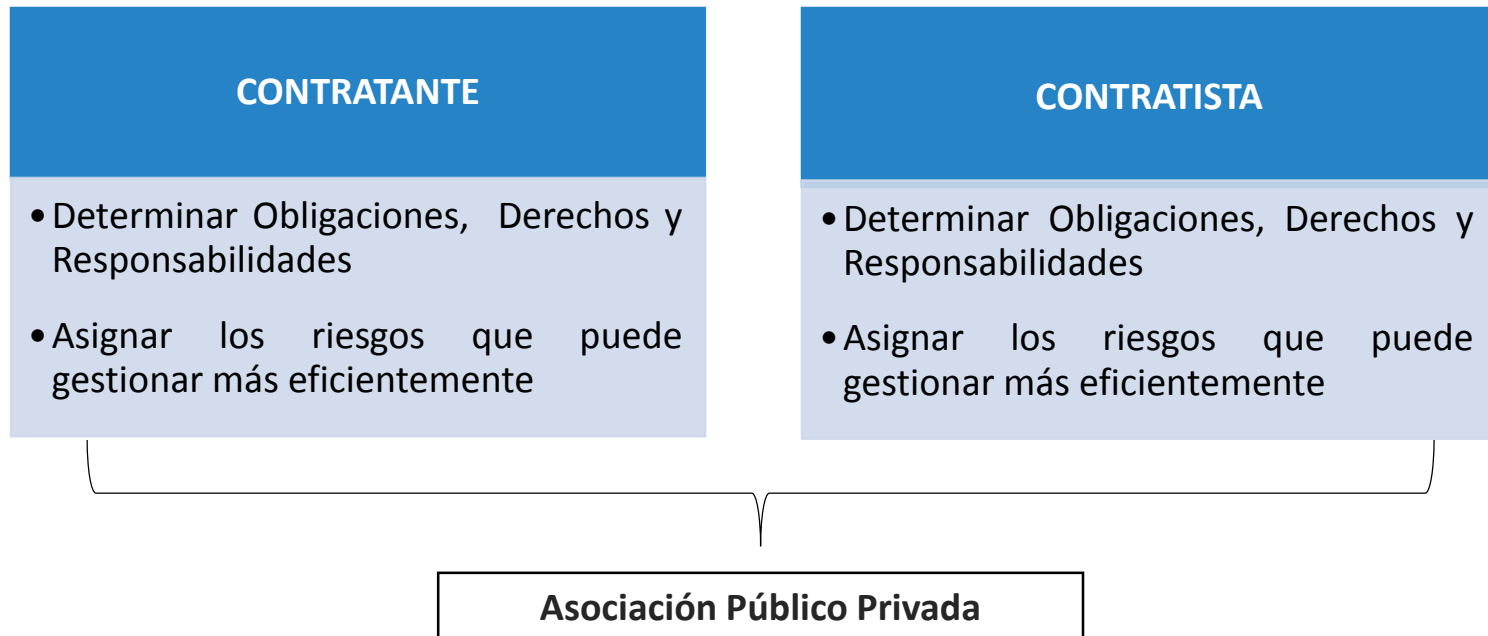 CONTRATANTE
• Determinar Obligaciones, Derechos y
Responsabilidades
• Asignar los riesgos que puede
gestionar más eficientemente
CONTRATISTA
• Determinar Obligaciones, Derechos y
Responsabilidades
• Asignar los riesgos que puede
gestionar más eficientemente
Asociación Público Privada